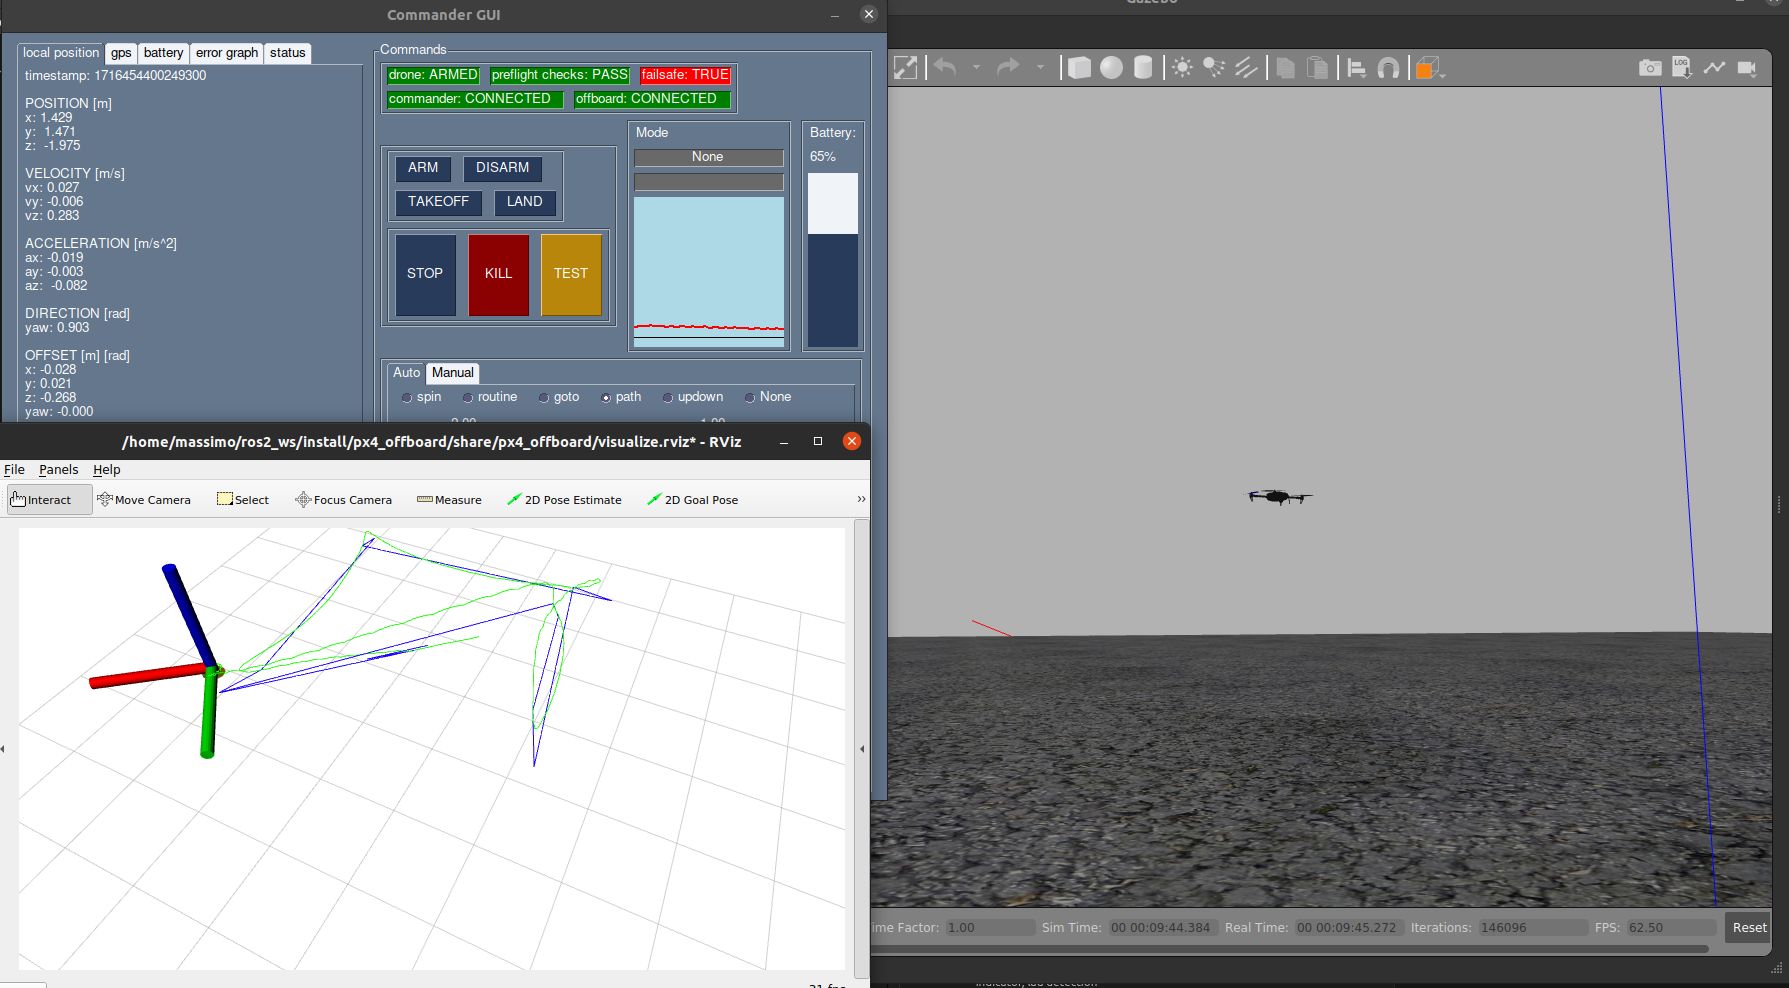 Commander GUI
local position gps battery error graph status
timestamp: 1716454400249300
POSITION [m]
x: 1.429
y: 1.471
z: -1.975
VELOCITY [m/s]
vx: 0.027
vy: -0.006
vz: 0.283
ACCELERATION [m/s^2]
ax: -0.019
ay: -0.003
az: -0.082
DIRECTION [rad]
yaw: 0.903
OFFSET [m] [rad]
x: -0.028
y: 0.021
z: -0.268
yaw: -0.000
Commands
drone: ARMED preflight checks: PASS failsafe: TRUE
commander: CONNECTED offboard: CONNECTED
ARM DISARM
TAKEOFF LAND
STOP KILL TEST
Mode
None
Battery:
65%
Auto Manual
spin routine goto path updown None
/home/massimo/ros2_ws/install/px4_offboard/share/px4_offboard/visualize.rviz* - RViz
File Panels Help
Interact Move Camera Select Focus Camera Measure 2D Pose Estimate 2D Goal Pose »
LOG
ime Factor: 1.00 Sim Time: 00 00:09:44.384 Real Time: 00 00:09:45.272 Iterations: 146096 FPS: 62.50 Reset